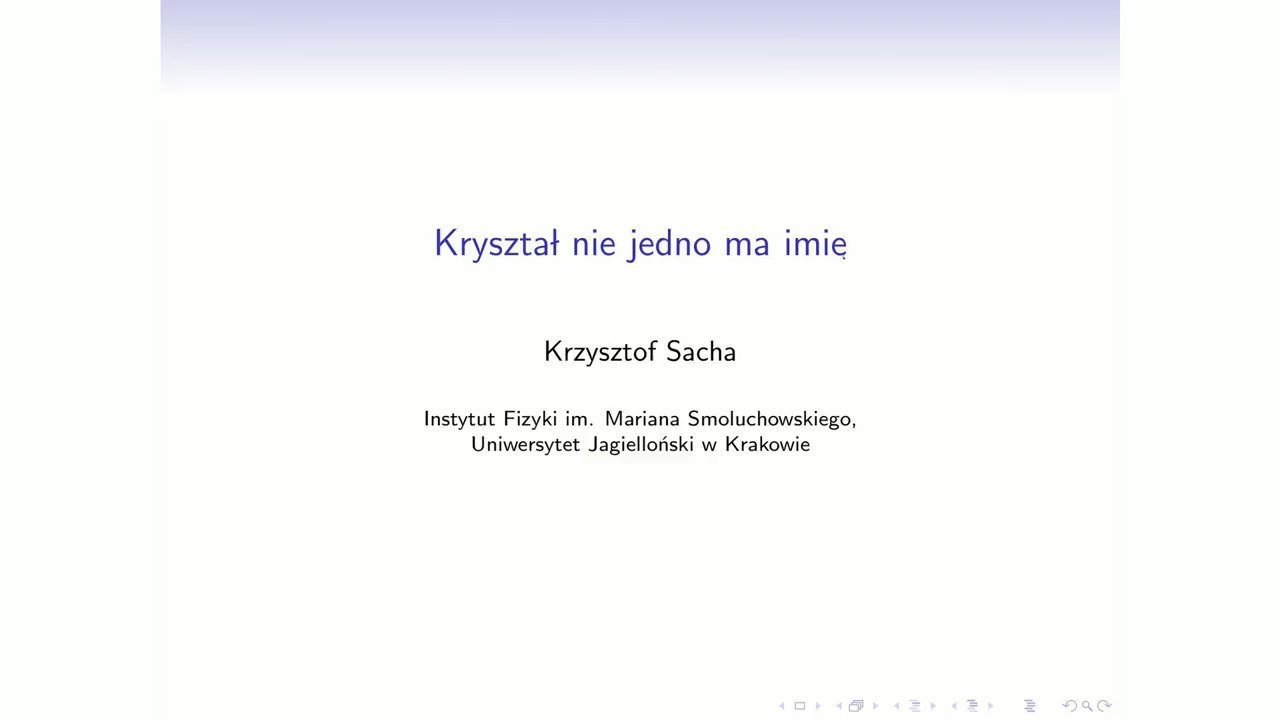 Kryształ nie jedno ma imię
Krzysztof Sacha
Instytut Fizyki im. Mariana Smoluchowskiego,
Uniwersytet Jagielloński w Krakowie